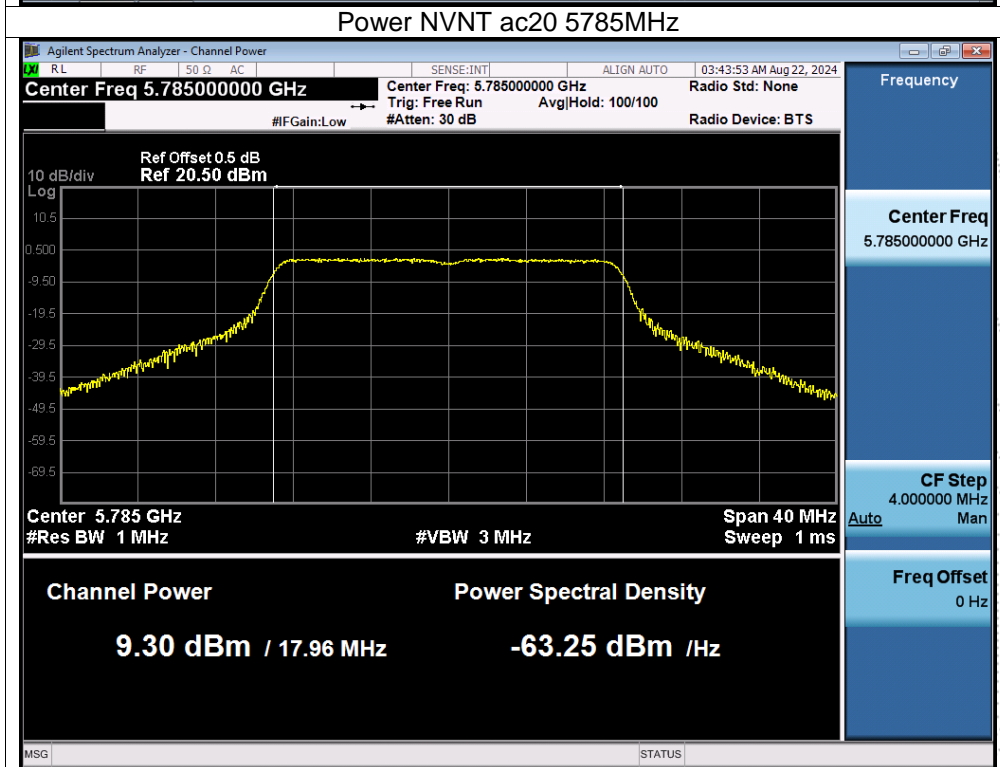 Power NVNT ac20 5785MHz
Agilent Spectrum Analyzer - Channel Power
LXI RL RF 50 Ω AC SENSE:INT ALIGN AUTO 03:43:53 AM Aug 22, 2024
Center Freq 5.785000000 GHz
Center Freq: 5.785000000 GHz
Radio Std: None
Trig: Free Run Avg|Hold: 100/100
#IFGain:Low
#Atten: 30 dB
Radio Device: BTS
Ref Offset 0.5 dB
10 dB/div Ref 20.50 dBm
Log
10.5
0.500
-9.50
-19.5
-29.5
-39.5
-49.5
-59.5
-69.5
Center 5.785 GHz Span 40 MHz
#Res BW 1 MHz #VBW 3 MHz Sweep 1 ms
Channel Power Power Spectral Density
9.30 dBm / 17.96 MHz -63.25 dBm /Hz
Frequency
Center Freq
5.785000000 GHz
CF Step
4.000000 MHz
Auto Man
Freq Offset
0 Hz
MSG STATUS